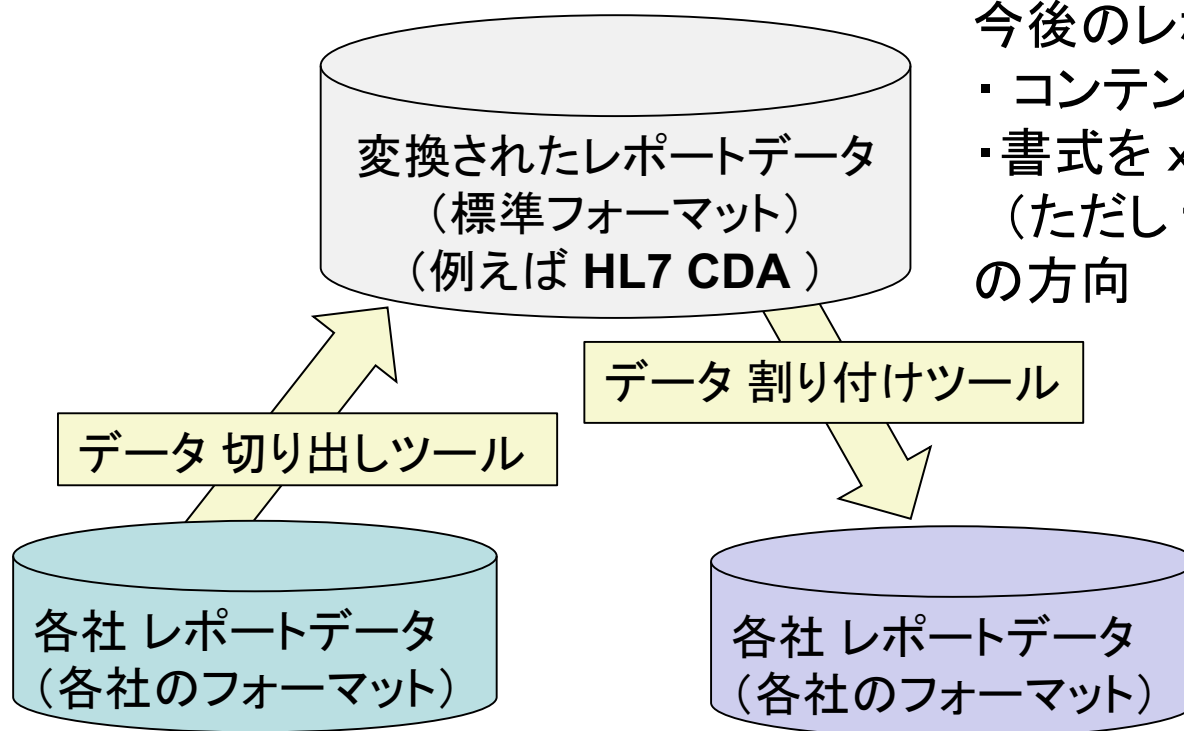 変換されたレポートデータ
（標準フォーマット）
（例えば HL7 CDA ）
今後のレ
・ コンテン
・書式を x
（ただし
の方向
データ 割り付けツール
データ 切り出しツール
各社 レポートデータ
（各社のフォーマット）
各社 レポートデータ
（各社のフォーマット）